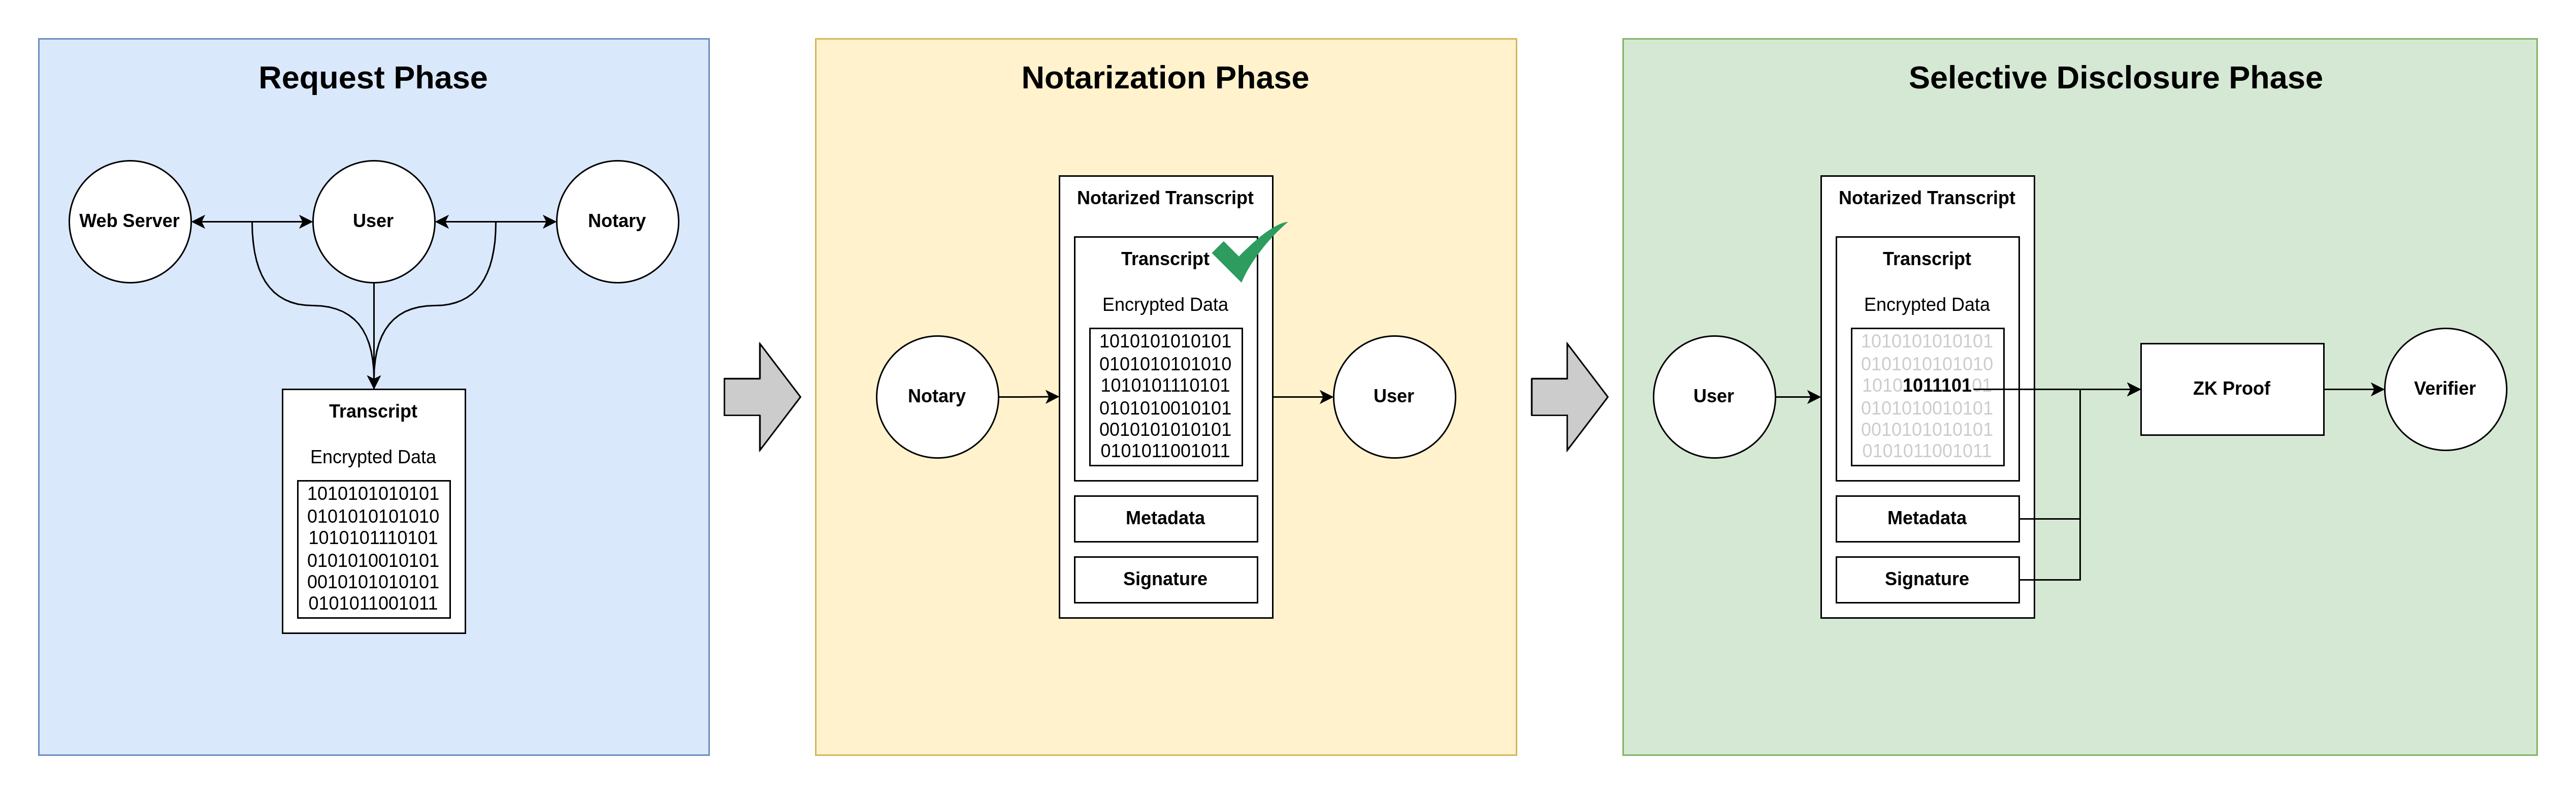 Request Phase
Web Server
User
Notary
Transcript
Encrypted Data
1010101010101
0101010101010
1010101110101
0101010010101
0010101010101
0101011001011
Notarization Phase
Notary
Notarized Transcript
Transcript
Encrypted Data
1010101010101
0101010101010
1010101110101
0101010010101
0010101010101
0101011001011
Metadata
Signature
User
Selective Disclosure Phase
User
Notarized Transcript
Transcript
Encrypted Data
1010101010101
0101010101010
1010101110101
0101010010101
0010101010101
0101011001011
Metadata
Signature
ZK Proof
Verifier